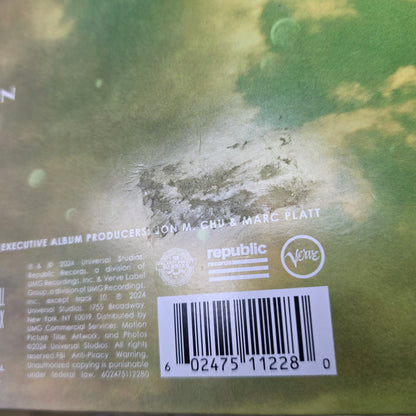 EXECUTIVE ALBUM PRODUCERS: JON M. CHU & MARC PLATT
℗ & © 2024 Universal Studios.
Republic Records, a division of
UMG Recordings, Inc. & Verve Label
Group, a division of UMG Recordings,
Inc., except track 10, ℗ 2024
Universal Studios. 1755 Broadway,
New York, NY 10019. Distributed by
UMG Commercial Services. Motion
Picture Title, Artwork, and Photos
©2024 Universal Studios. All rights
reserved.FBI Anti-Piracy Warning:
Unauthorized copying is punishable
under federal law. 602475112280
republic
Verve
6 02475 11228 0